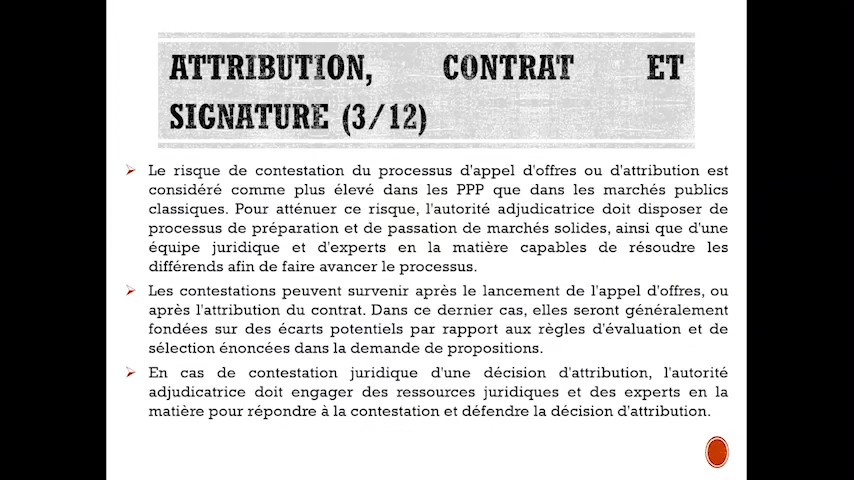 ATTRIBUTION, CONTRAT ET
SIGNATURE (3/12)
Le risque de contestation du processus d'appel d'offres ou d'attribution est
considéré comme plus élevé dans les PPP que dans les marchés publics
classiques. Pour atténuer ce risque, l'autorité adjudicatrice doit disposer de
processus de préparation et de passation de marchés solides, ainsi que d'une
équipe juridique et d'experts en la matière capables de résoudre les
différends afin de faire avancer le processus.
Les contestations peuvent survenir après le lancement de l'appel d'offres, ou
après l'attribution du contrat. Dans ce dernier cas, elles seront généralement
fondées sur des écarts potentiels par rapport aux règles d'évaluation et de
sélection énoncées dans la demande de propositions.
En cas de contestation juridique d'une décision d'attribution, l'autorité
adjudicatrice doit engager des ressources juridiques et des experts en la
matière pour répondre à la contestation et défendre la décision d'attribution.